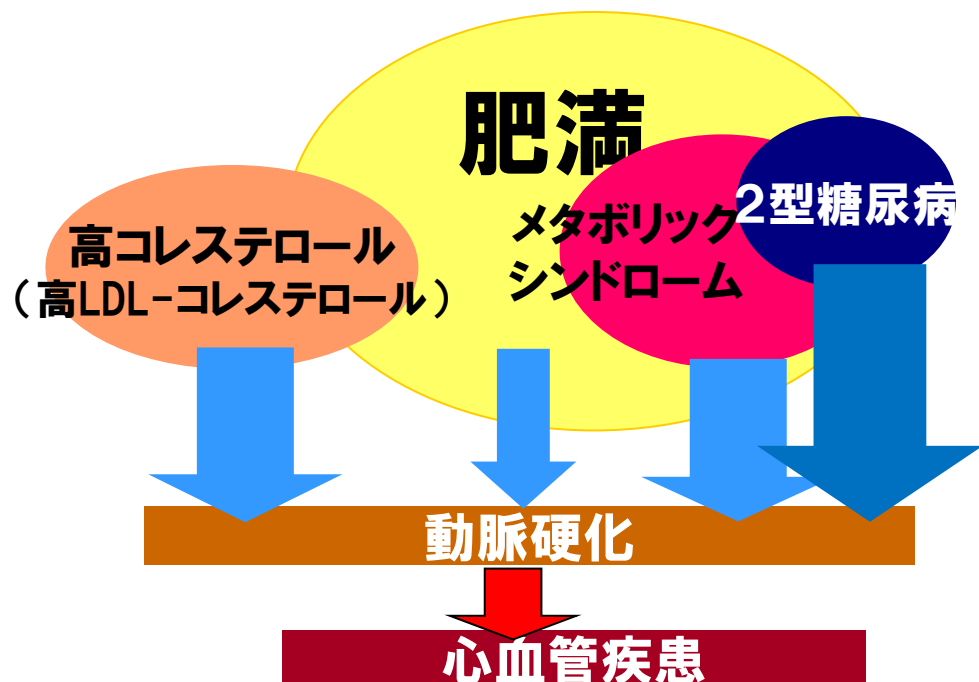 肥満
2型糖尿病
メタボリック
シンドローム
高コレステロール
（高LDL-コレステロール）
動脈硬化
心血管疾患